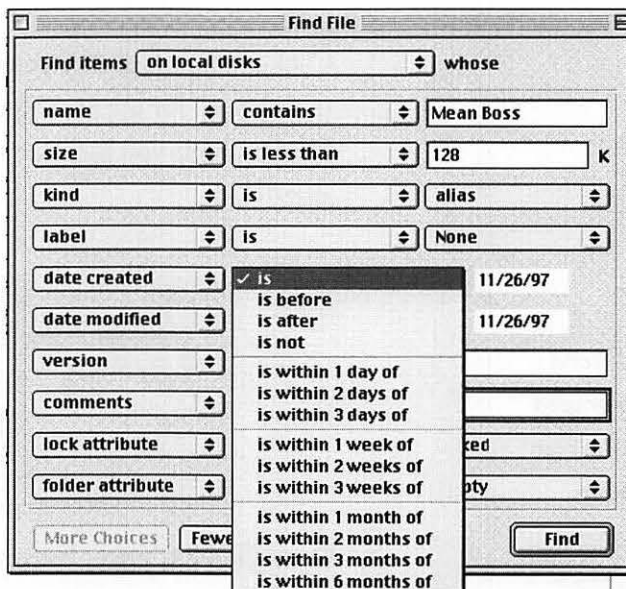 Find File
Find items on local disks whose
name contains Mean Boss
size is less than 128 K
kind is alias
label is None
date created ✓ is 11/26/97
is before
date modified is after 11/26/97
is not
version
is within 1 day of
is within 2 days of
comments
is within 3 days of
lock attribute is within 1 week of ked
is within 2 weeks of
folder attribute is within 3 weeks of pty
is within 1 month of
More Choices Fewe is within 2 months of Find
is within 3 months of
is within 6 months of